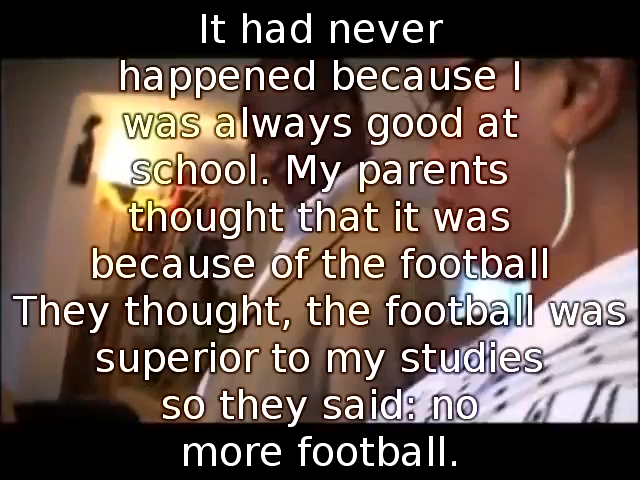 It had never
happened because I
was always good at
school. My parents
thought that it was
because of the football
They thought, the football was
superior to my studies
so they said: no
more football.